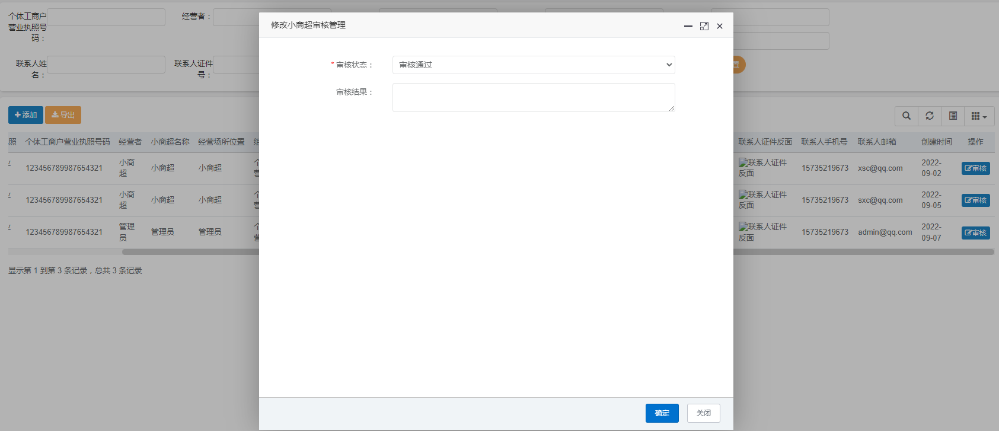 个体工商户
营业执照号
码：
经营者：
联系人姓
名：
联系人证件
号：
置
修改小商超审核管理
* 审核状态：
审核通过
审核结果：
确定
关闭
添加
导出
照 个体工商户营业执照号码 经营者 小商超名称 经营场所位置 联系人证件反面 联系人手机号 联系人邮箱 创建时间 操作
123456789987654321 小商超 小商超 小商超 个 营 联系人证件反面 15735219673 xsc@qq.com 2022-09-02 审核
123456789987654321 小商超 小商超 小商超 个 营 联系人证件反面 15735219673 sxc@qq.com 2022-09-05 审核
123456789987654321 管理员 管理员 管理员 个 营 联系人证件反面 15735219673 admin@qq.com 2022-09-07 审核
显示第 1 到第 3 条记录，总共 3 条记录